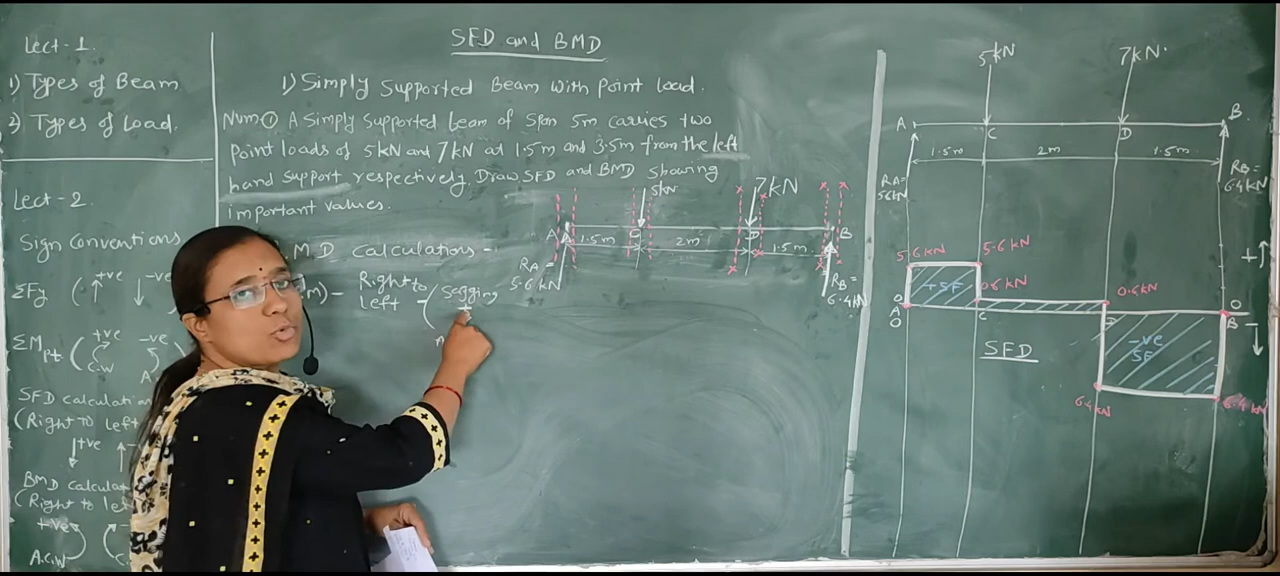 Lect-1.
1) Types of Beam
2) Types of Load.
Lect-2.
Sign Conventions
ΣFy ( ↑ +ve ↓ -ve
ΣM Pt. ( +ve C.W -ve A
SFD calculation
(Right to left
↓ +ve ↑
BMD Calcula
(Right to le
+ve
A.C.W C
SFD and BMD
1) Simply Supported Beam With Point Load.
Num① A Simply Supported beam of Span 5m carries two
point loads of 5kN and 7kN at 1.5m and 3.5m from the left
hand support respectively. Draw SFD and BMD showing
important values.
M.D Calculations -
m) - Right to Left - ( Sagging
+
5kN 7kN
A C D B
1.5m 2m 1.5m
RA = 5.6kN
RB = 6.4kN
5kN 7kN
A C D B
1.5m 2m 1.5m
RA = 5.6kN
RB = 6.4kN
5.6kN 5.6kN
+SF 0.6kN 0.6kN
+ ↑
0 0
A C D B
0
- ↓
-ve
SF
SFD
6.4kN 6.4kN